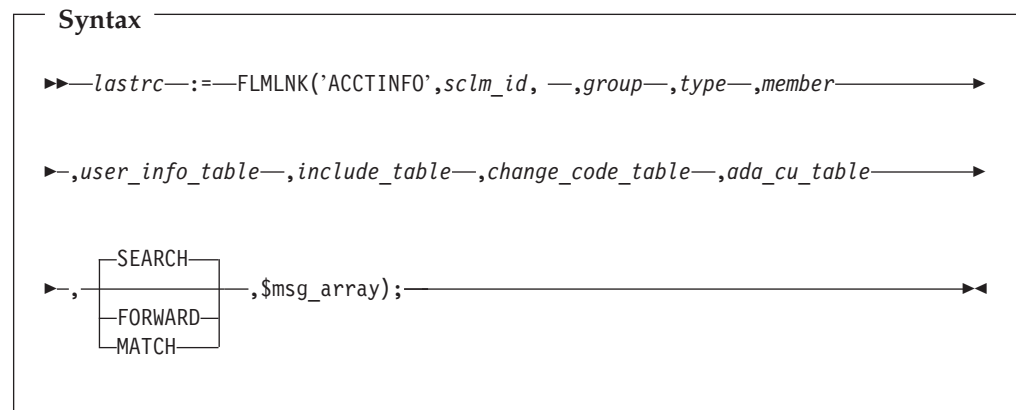 Syntax
lastrc := FLMLNK('ACCTINFO',sclm_id, ,group ,type ,member
,user_info_table ,include_table ,change_code_table ,ada_cu_table
SEARCH
, ,$msg_array);
FORWARD
MATCH